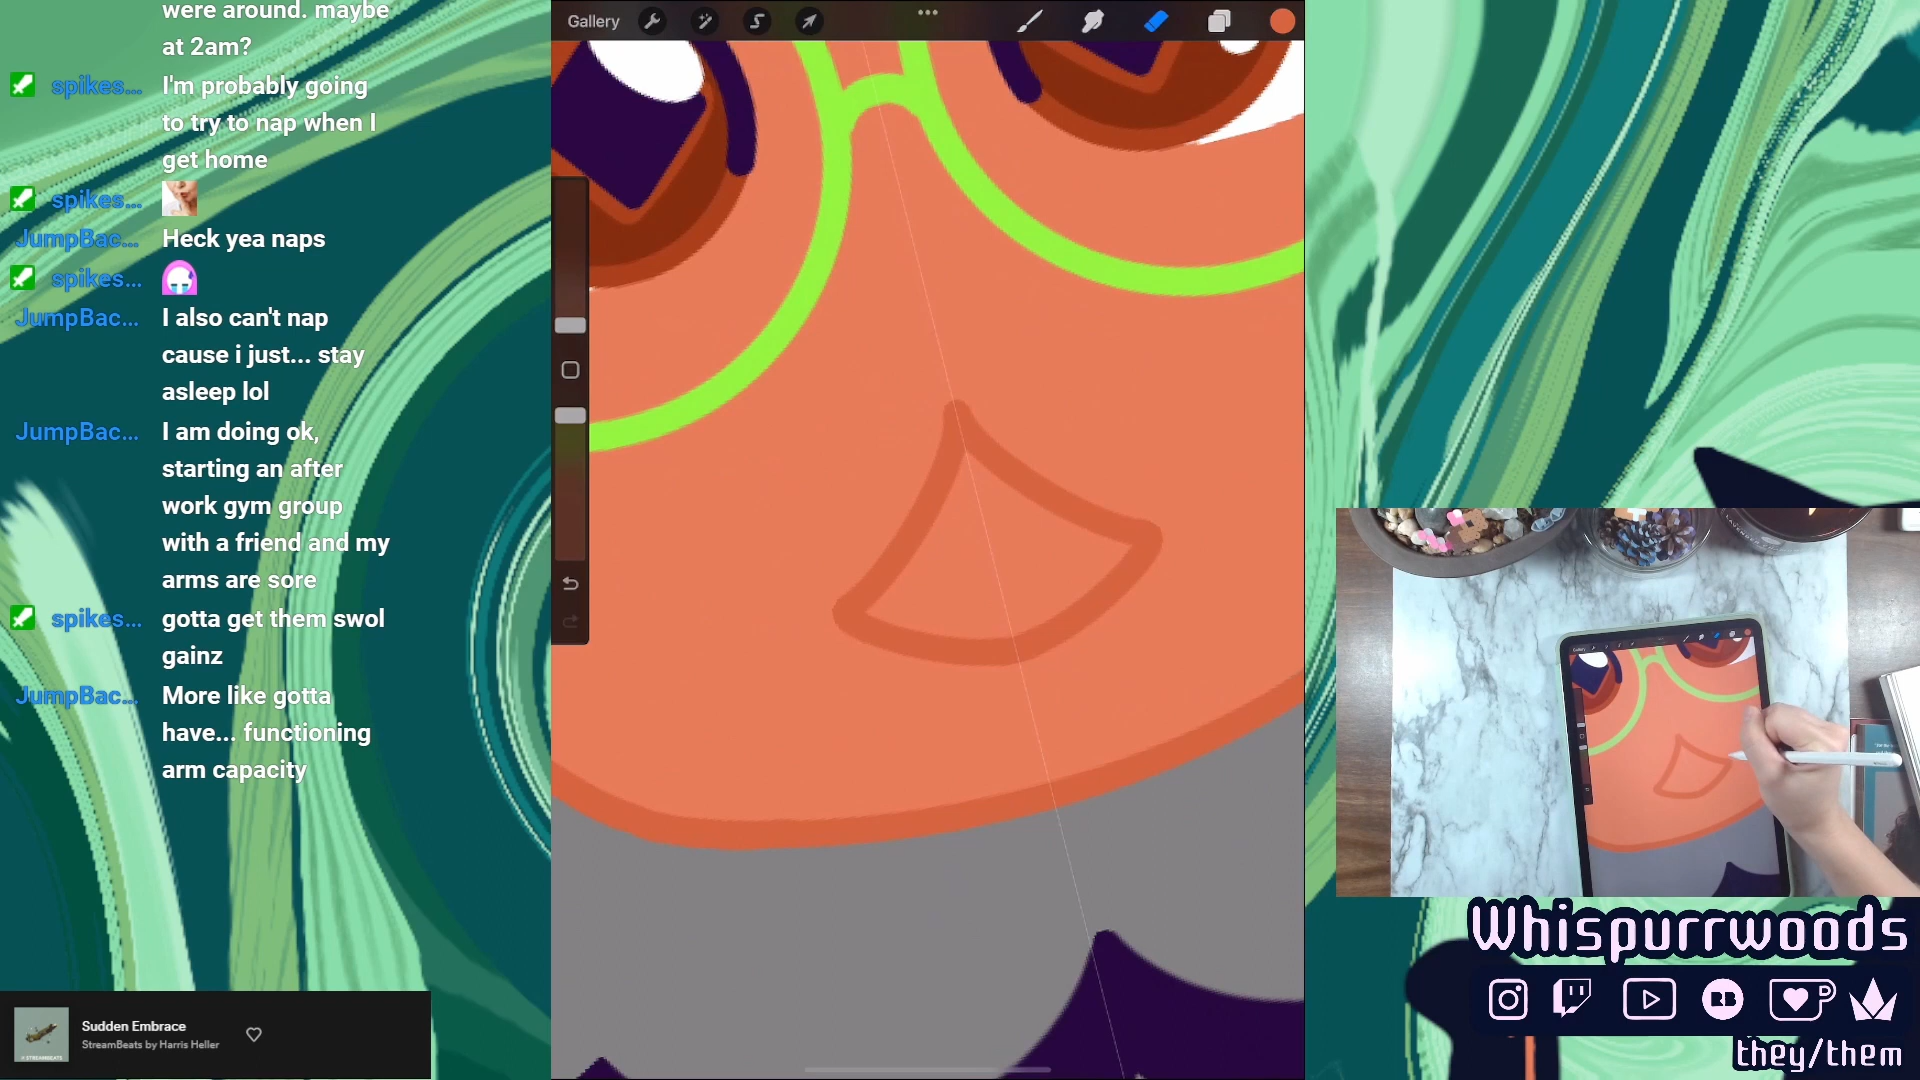 were around. maybe
at 2am?
spikes... I'm probably going
to try to nap when I
get home
spikes...
JumpBac... Heck yea naps
spikes...
JumpBac... I also can't nap
cause i just... stay
asleep lol
JumpBac... I am doing ok,
starting an after
work gym group
with a friend and my
arms are sore
spikes... gotta get them swol
gainz
JumpBac... More like gotta
have... functioning
arm capacity
Sudden Embrace
StreamBeats by Harris Heller
Gallery
Whispurrwoods
RB
they/them